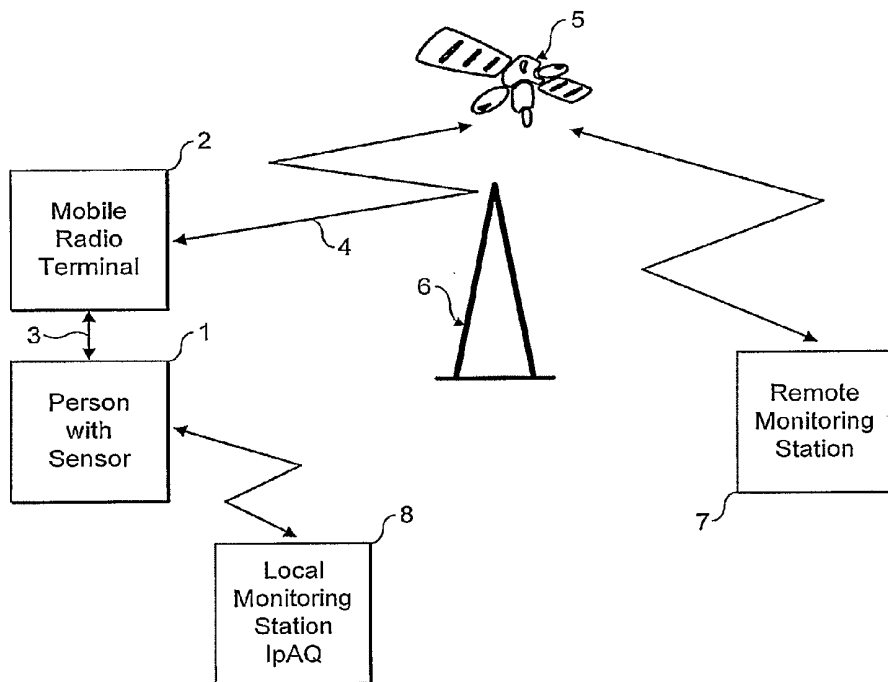 5
2
Mobile
Radio
Terminal
4
6
3
1
Person
with
Sensor
Remote
Monitoring
Station
7
8
Local
Monitoring
Station
IpAQ